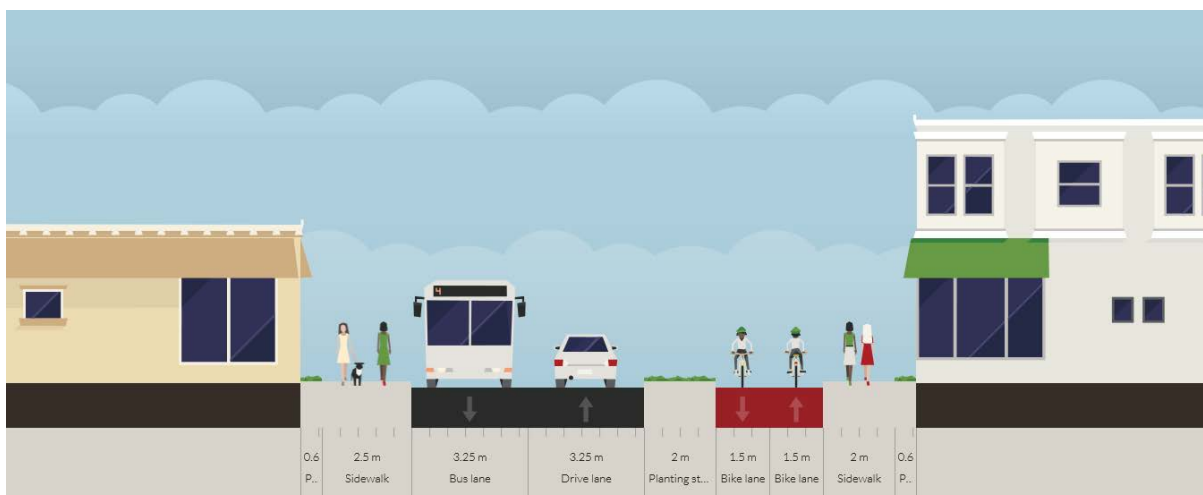 4
0.6 2.5 m 3.25 m 3.25 m 2 m 1.5 m 1.5 m 2 m 0.6
P.. Sidewalk Bus lane Drive lane Planting st... Bike lane Bike lane Sidewalk P..